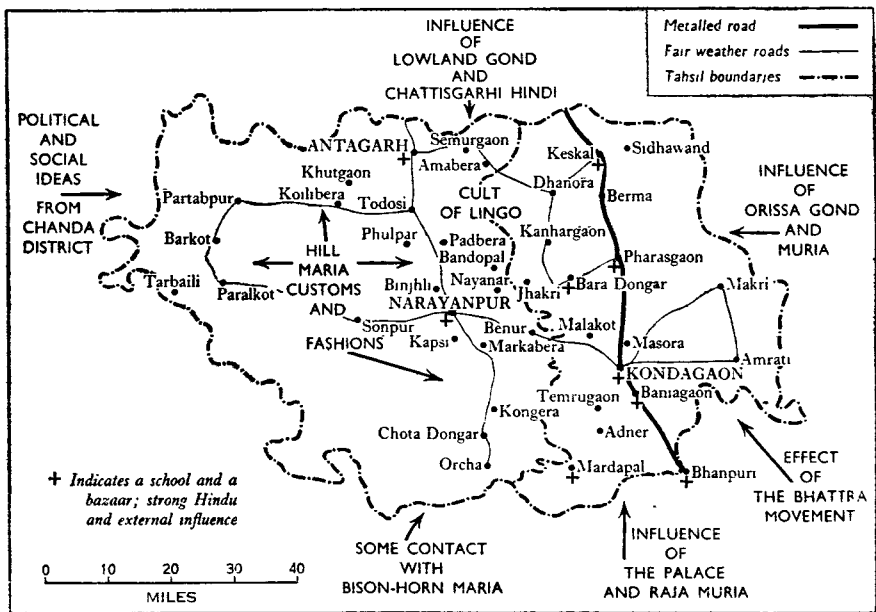 Metalled road
Fair weather roads
Tahsil boundaries
INFLUENCE
OF
LOWLAND GOND
AND
CHATTISGARHI HINDI
POLITICAL
AND
SOCIAL
IDEAS
FROM
CHANDA
DISTRICT
INFLUENCE
OF
ORISSA GOND
AND
MURIA
ANTAGARH
Semurgaon
Amabera
Keskal
Sidhawand
Khutgaon
Partabpur
Koilibera
Todosi
CULT
OF LINGO
Dhanora
Berma
Barkot
Phulpar
Padbera
Bandopal
Kanhargaon
Pharasgaon
HILL
MARIA
CUSTOMS
AND
FASHIONS
Tarbaili
Paralkot
Binjhli
Nayanar
Jhakri
Bara Dongar
Makri
NARAYANPUR
Sonpur
Kapsi
Benur
Markabera
Malakot
Masora
Amrati
KONDAGAON
Temrugaon
Baniagaon
Kongera
Adner
Chota Dongar
Orcha
Mardapal
Bhanpuri
EFFECT
OF
THE BHATTRA
MOVEMENT
+ Indicates a school and a
bazaar; strong Hindu
and external influence
SOME CONTACT
WITH
BISON-HORN MARIA
INFLUENCE
OF
THE PALACE
AND RAJA MURIA
0 10 20 30 40
MILES